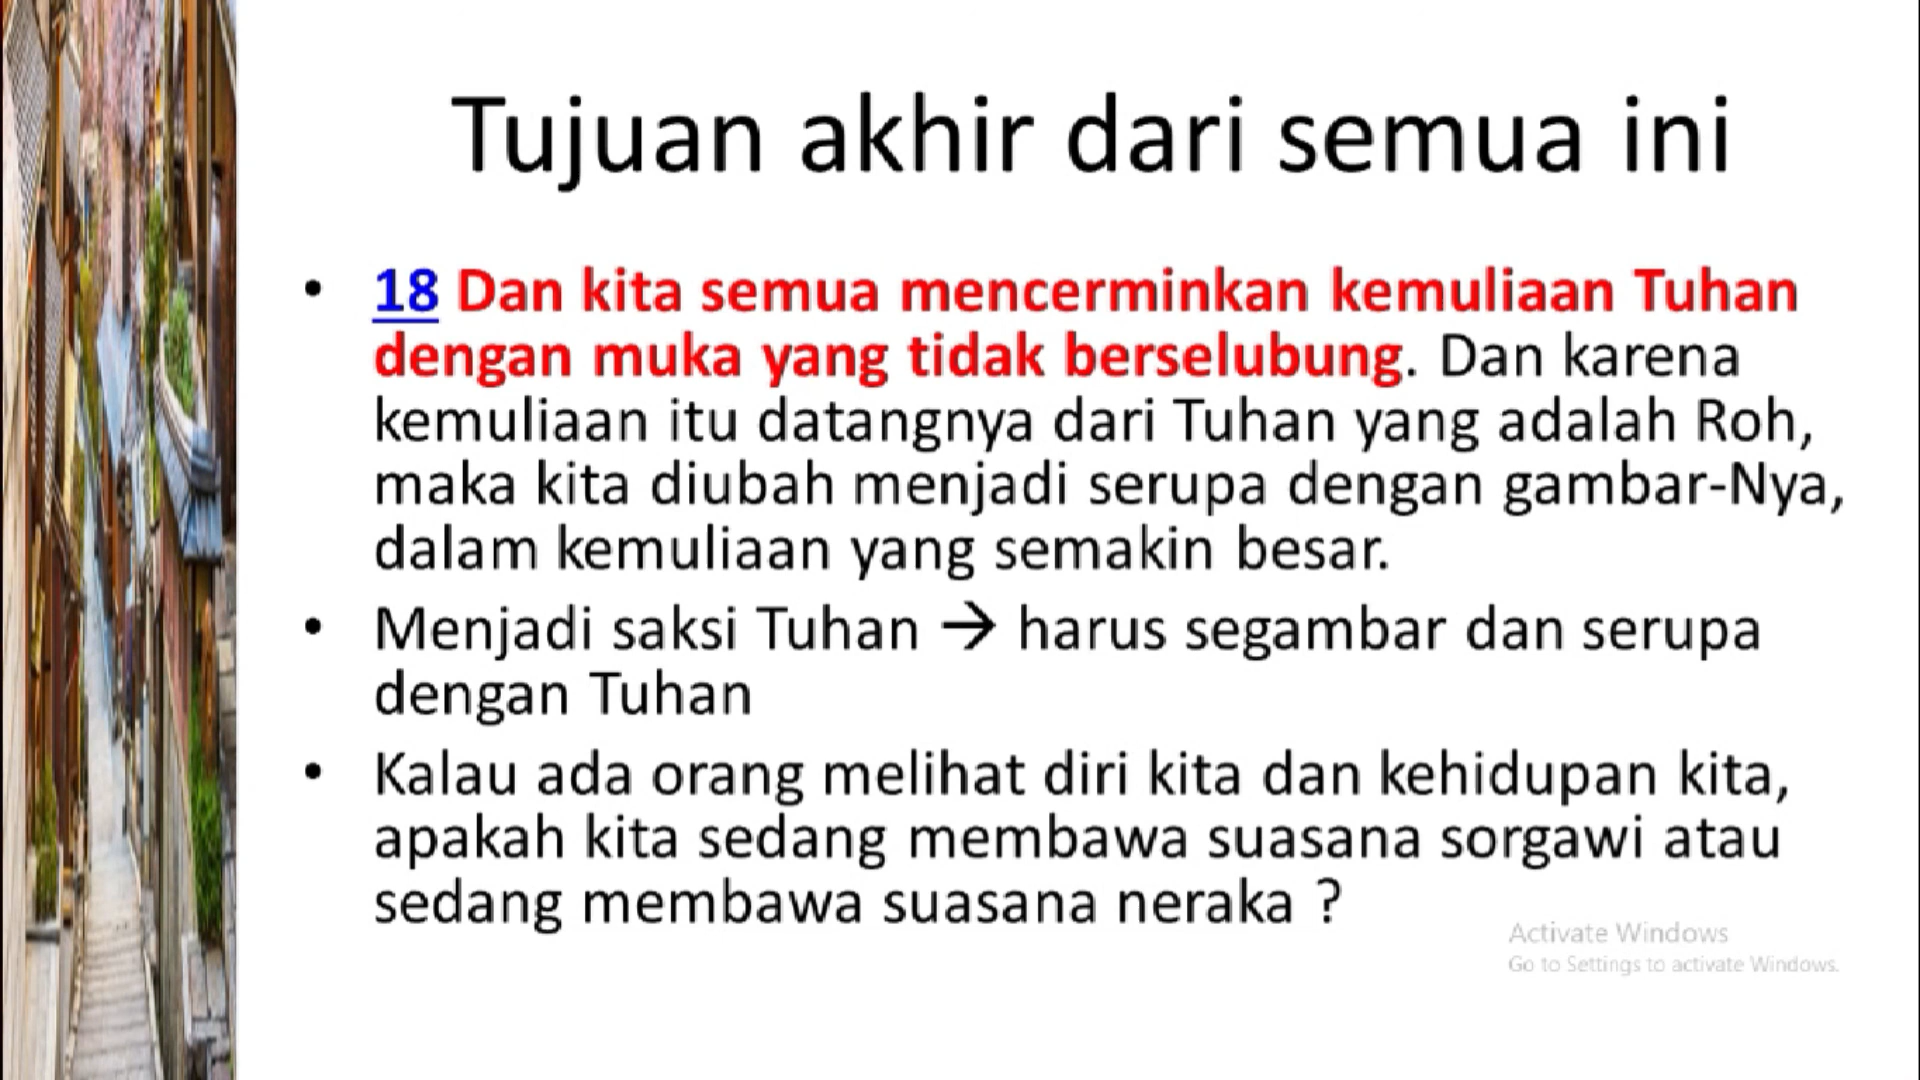 Tujuan akhir dari semua ini
• 18 Dan kita semua mencerminkan kemuliaan Tuhan
dengan muka yang tidak berselubung. Dan karena
kemuliaan itu datangnya dari Tuhan yang adalah Roh,
maka kita diubah menjadi serupa dengan gambar-Nya,
dalam kemuliaan yang semakin besar.
• Menjadi saksi Tuhan → harus segambar dan serupa
dengan Tuhan
• Kalau ada orang melihat diri kita dan kehidupan kita,
apakah kita sedang membawa suasana sorgawi atau
sedang membawa suasana neraka ?
Activate Windows
Go to Settings to activate Windows.